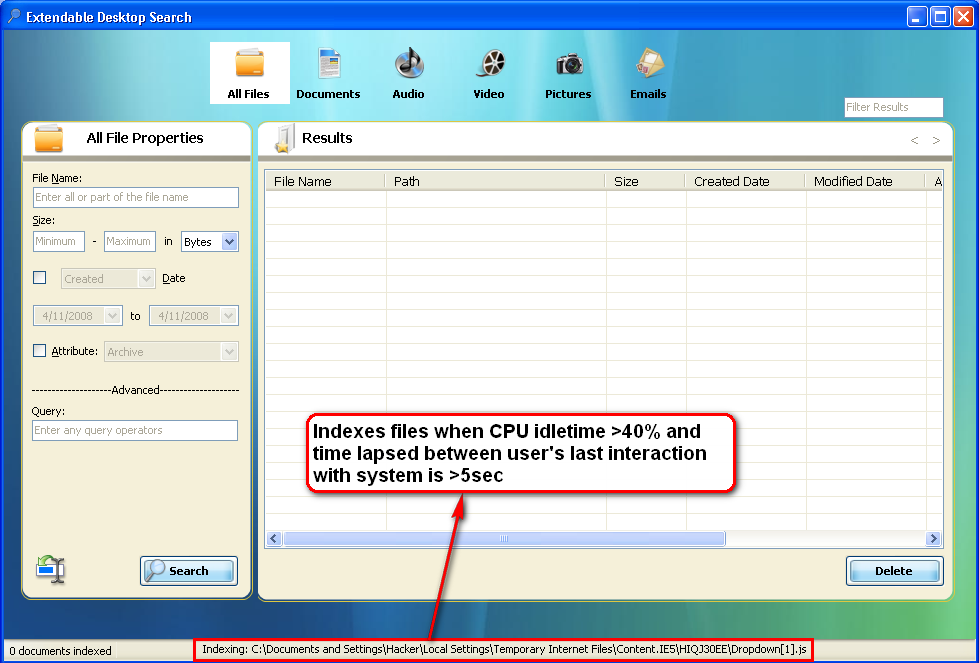 Extendable Desktop Search
All Files
Documents
Audio
Video
Pictures
Emails
Filter Results
All File Properties
File Name:
Enter all or part of the file name
Size:
Minimum - Maximum in Bytes
Created Date
4/11/2008 to 4/11/2008
Attribute: Archive
--------------------Advanced--------------------
Query:
Enter any query operators
Search
Results
< >
File Name Path Size Created Date Modified Date A
Indexes files when CPU idletime >40% and
time lapsed between user's last interaction
with system is >5sec
Delete
0 documents indexed
Indexing: C:\Documents and Settings\Hacker\Local Settings\Temporary Internet Files\Content.IE5\HIQJ30EE\Dropdown[1].js